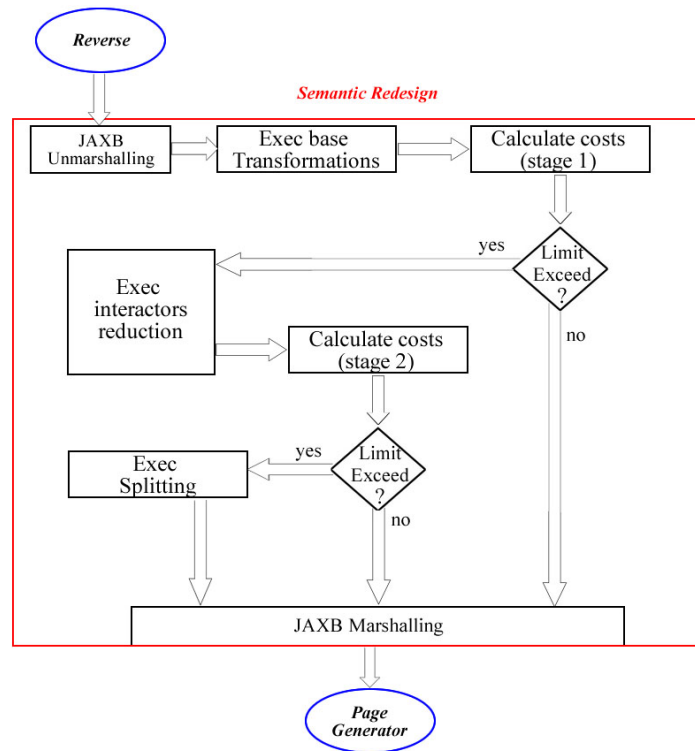 Reverse
Semantic Redesign
JAXB
Unmarshalling
Exec base
Transformations
Calculate costs
(stage 1)
yes
Limit
Exceed
?
no
Exec
interactors
reduction
Calculate costs
(stage 2)
yes
Limit
Exceed
?
no
Exec
Splitting
JAXB Marshalling
Page
Generator